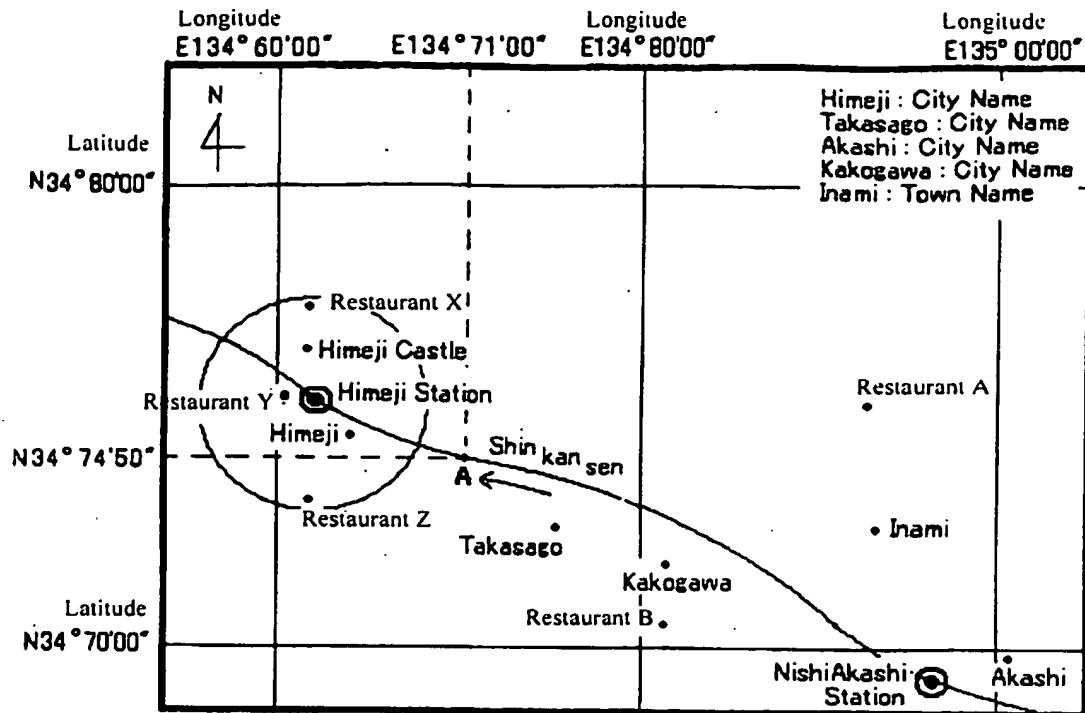 Longitude
E134°60'00"
E134°71'00"
Longitude
E134°80'00"
Longitude
E135°00'00"
N
Himeji : City Name
Takasago : City Name
Akashi : City Name
Kakogawa : City Name
Inami : Town Name
Latitude
N34°80'00"
Restaurant X
Himeji Castle
Restaurant Y
Himeji Station
Restaurant A
Himeji
N34°74'50"
Shin kan sen
A
Restaurant Z
Takasago
Inami
Kakogawa
Latitude
Restaurant B
N34°70'00"
NishiAkashi
Station
Akashi